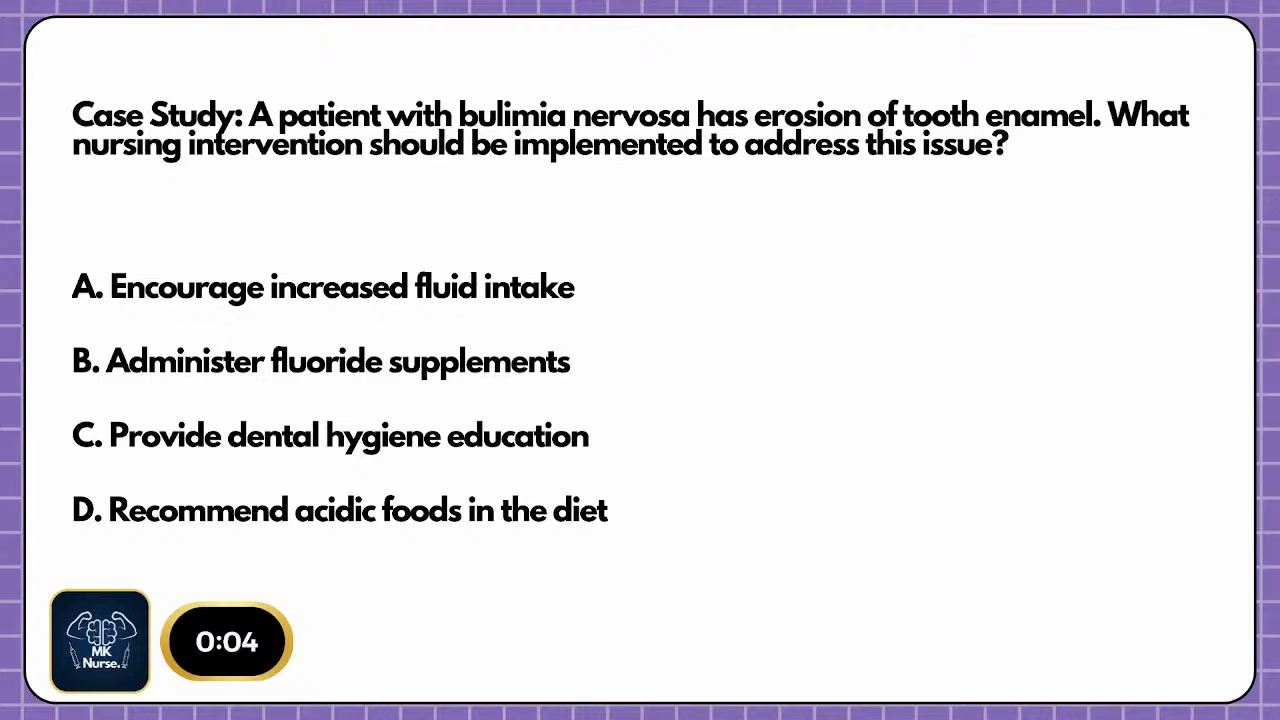 Case Study: A patient with bulimia nervosa has erosion of tooth enamel. What
nursing intervention should be implemented to address this issue?
A. Encourage increased fluid intake
B. Administer fluoride supplements
C. Provide dental hygiene education
D. Recommend acidic foods in the diet
MK
Nurse.
0:04